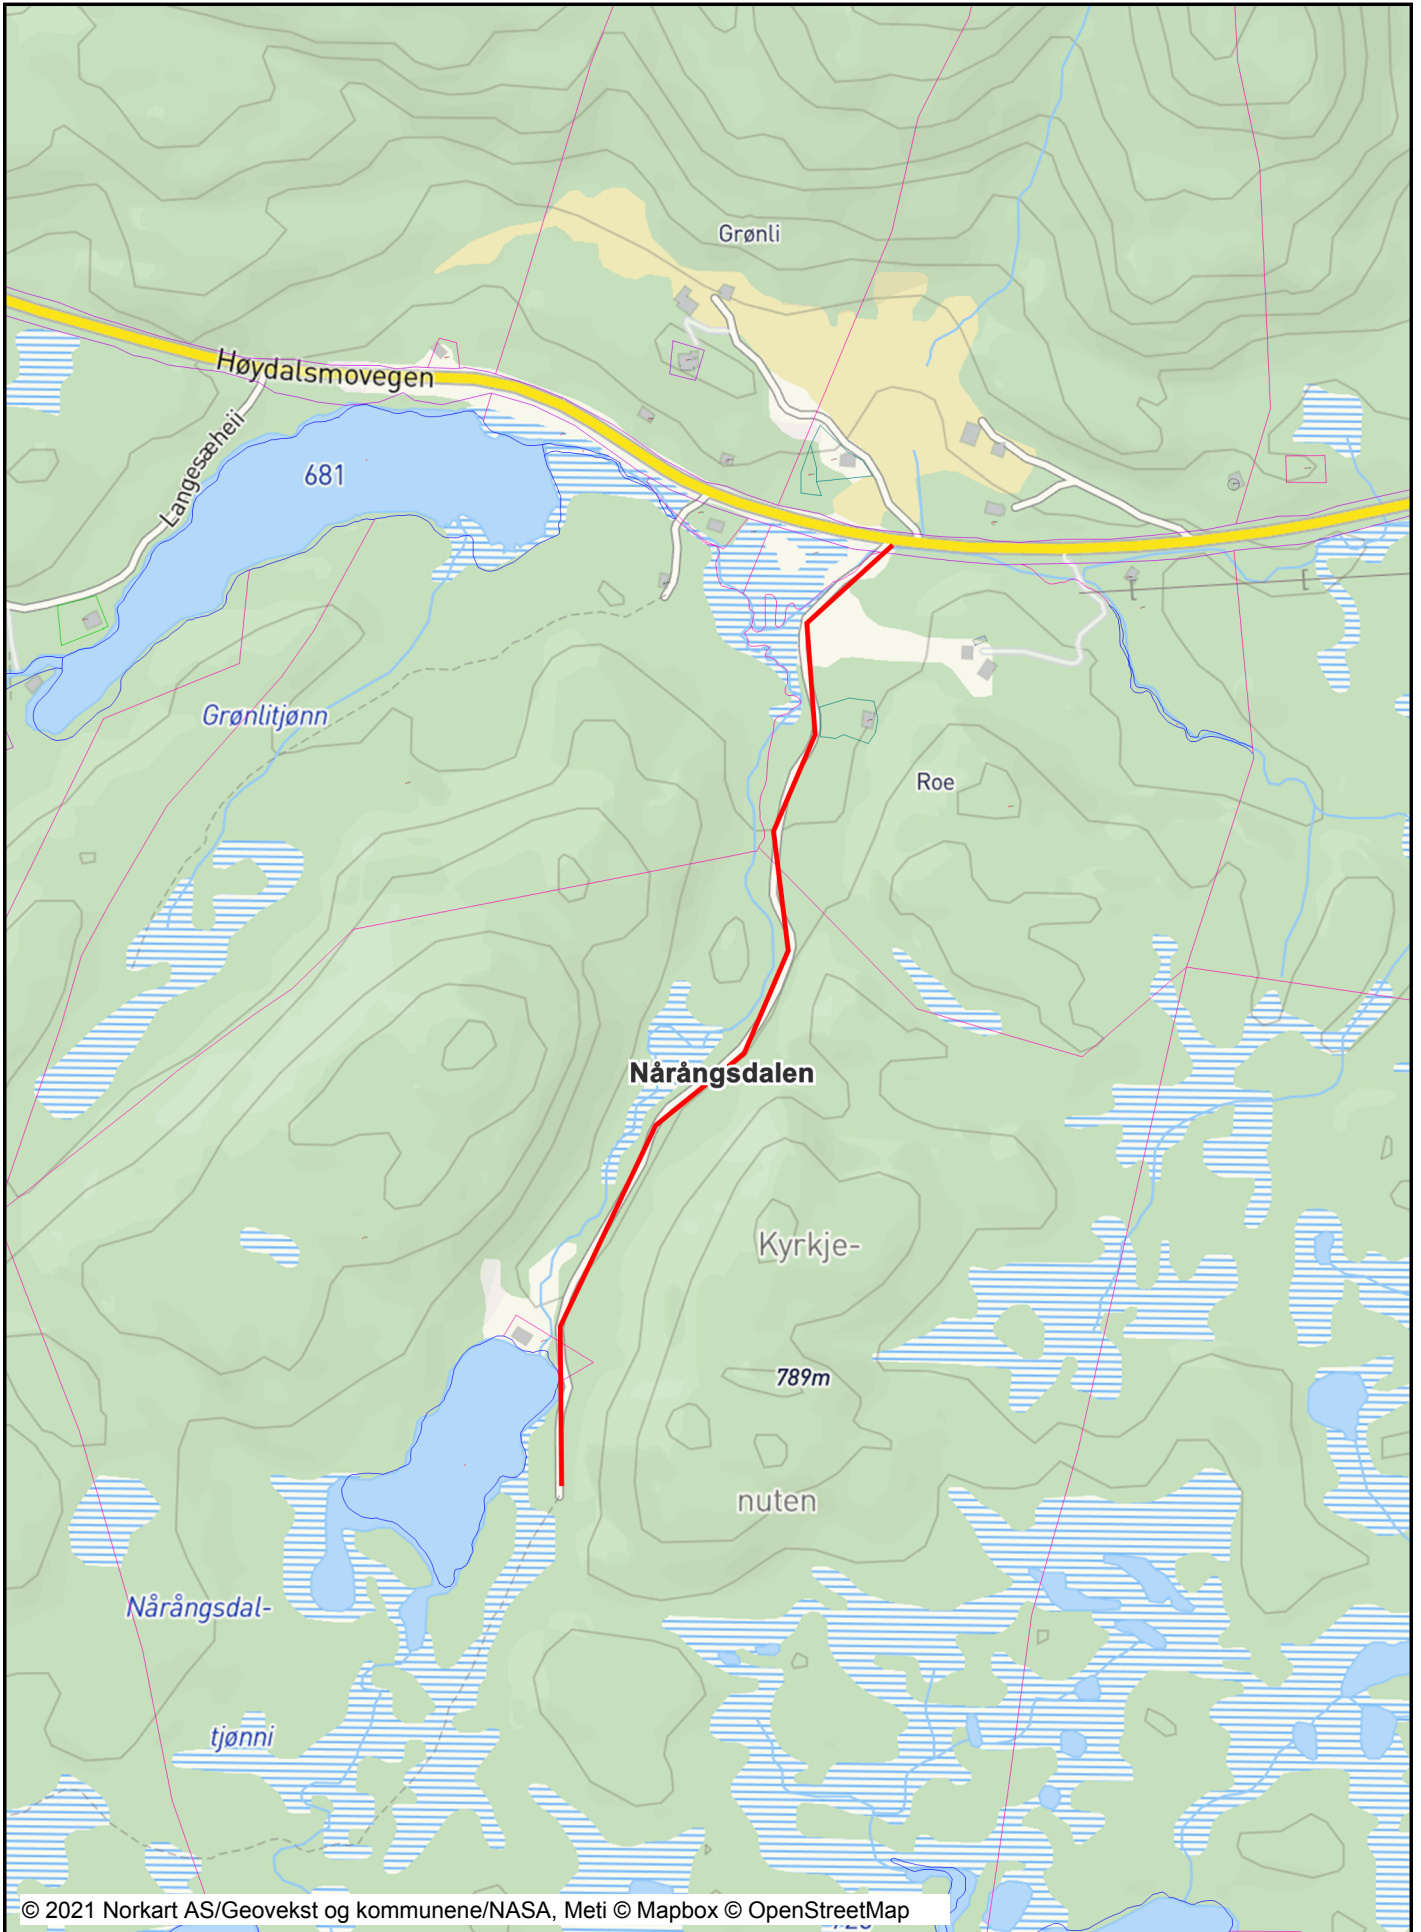 Grønli
Høydalsmovegen
Langesæheii
681
Grønlitjønn
Roe
Nårångsdalen
Kyrkje-
789m
nuten
Nårångsdal-
tjønni
© 2021 Norkart AS/Geovekst og kommunene/NASA, Meti © Mapbox © OpenStreetMap